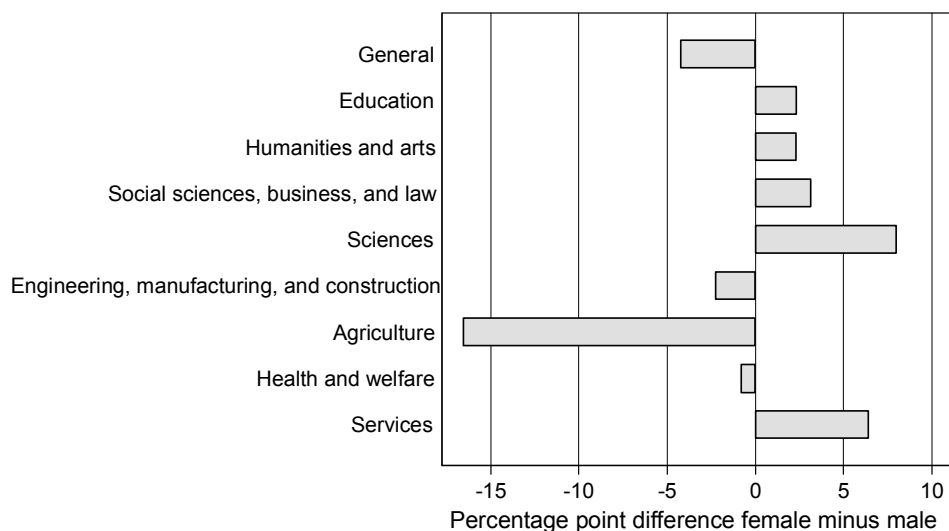 General
Education
Humanities and arts
Social sciences, business, and law
Sciences
Engineering, manufacturing, and construction
Agriculture
Health and welfare
Services
-15 -10 -5 0 5 10
Percentage point difference female minus male